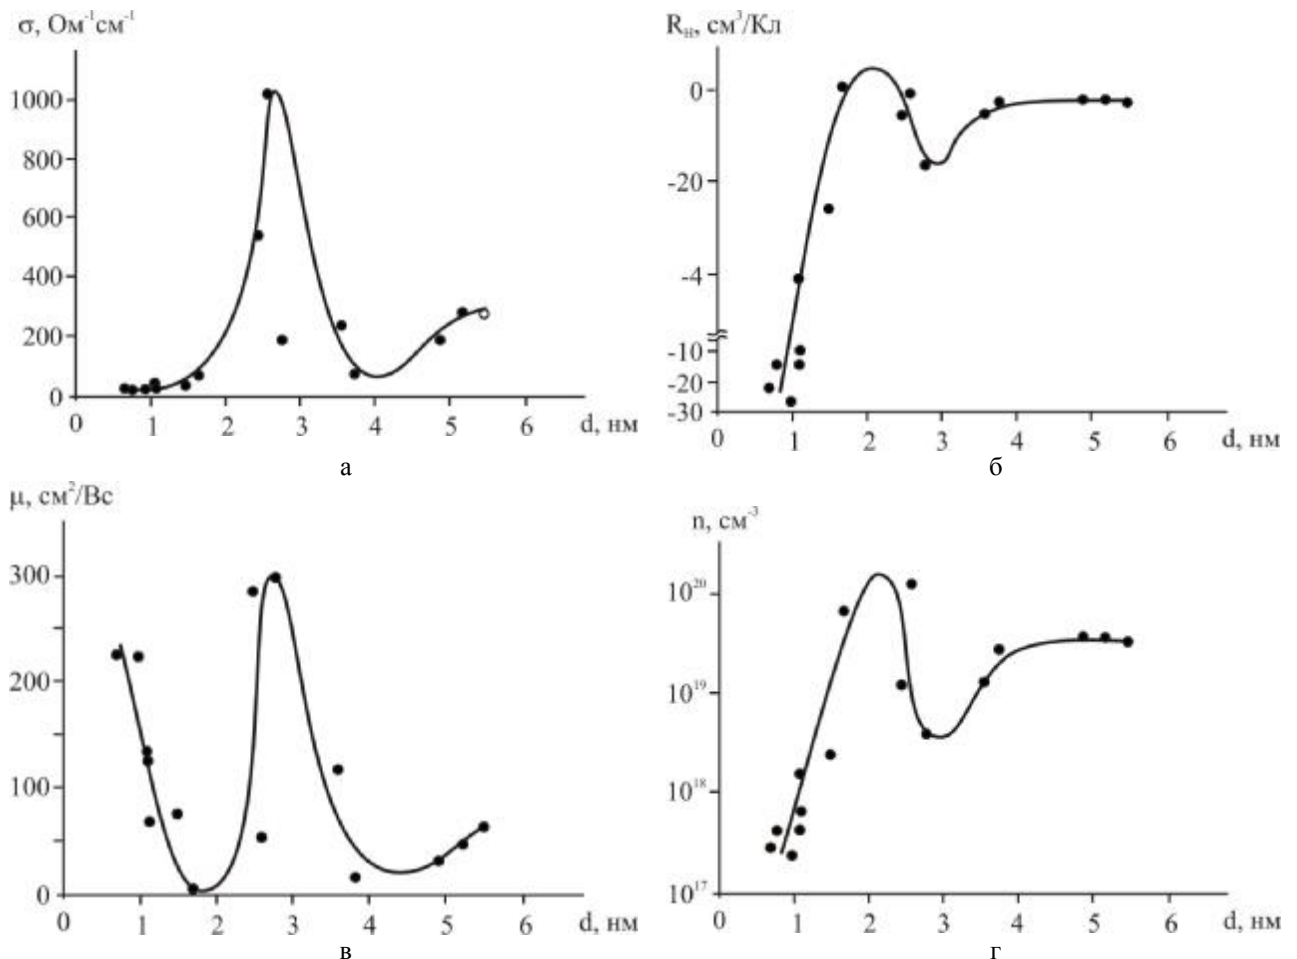 σ, Ом⁻¹см⁻¹
1000
800
600
400
200
0
0 1 2 3 4 5 6 d, нм
а
Rн, см³/Кл
0
-20
-4
-10
-20
-30
0 1 2 3 4 5 6 d, нм
б
μ, см²/Вс
300
200
100
0
0 1 2 3 4 5 6 d, нм
в
n, см⁻³
10²⁰
10¹⁹
10¹⁸
10¹⁷
0 1 2 3 4 5 6 d, нм
г